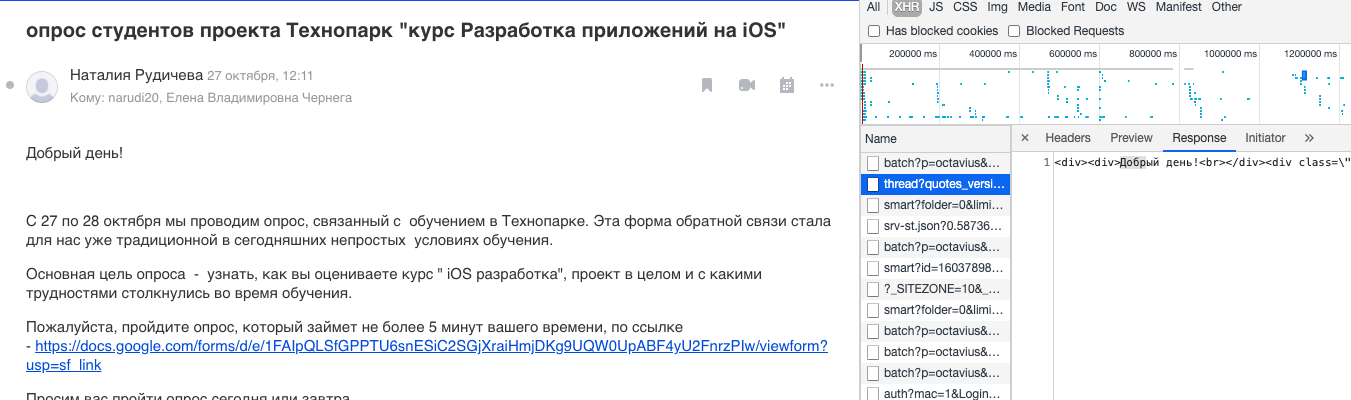 опрос студентов проекта Технопарк "курс Разработка приложений на iOS"
Наталия Рудичева 27 октября, 12:11
Кому: narudi20, Елена Владимировна Чернега
Добрый день!
С 27 по 28 октября мы проводим опрос, связанный с  обучением в Технопарке. Эта форма обратной связи стала
для нас уже традиционной в сегодняшних непростых  условиях обучения.
Основная цель опроса  -  узнать, как вы оцениваете курс " iOS разработка", проект в целом и с какими
трудностями столкнулись во время обучения.
Пожалуйста, пройдите опрос, который займет не более 5 минут вашего времени, по ссылке
- https://docs.google.com/forms/d/e/1FAIpQLSfGPPTU6snESiC2SGjXraiHmjDKg9UQW0UpABF4yU2FnrzPIw/viewform?
usp=sf_link
Просим вас пройти опрос сегодня или завтра
All XHR JS CSS Img Media Font Doc WS Manifest Other
Has blocked cookies Blocked Requests
200000 ms 400000 ms 600000 ms 800000 ms 1000000 ms 1200000 ms
Name
× Headers Preview Response Initiator »
batch?p=octavius&...
thread?quotes_versi...
smart?folder=0&limi...
srv-st.json?0.58736...
batch?p=octavius&...
smart?id=16037898...
?_SITEZONE=10&_...
smart?folder=0&limi...
batch?p=octavius&...
batch?p=octavius&...
batch?p=octavius&...
auth?mac=1&Login...
1 <div><div>Добрый день!<br></div><div class=\"